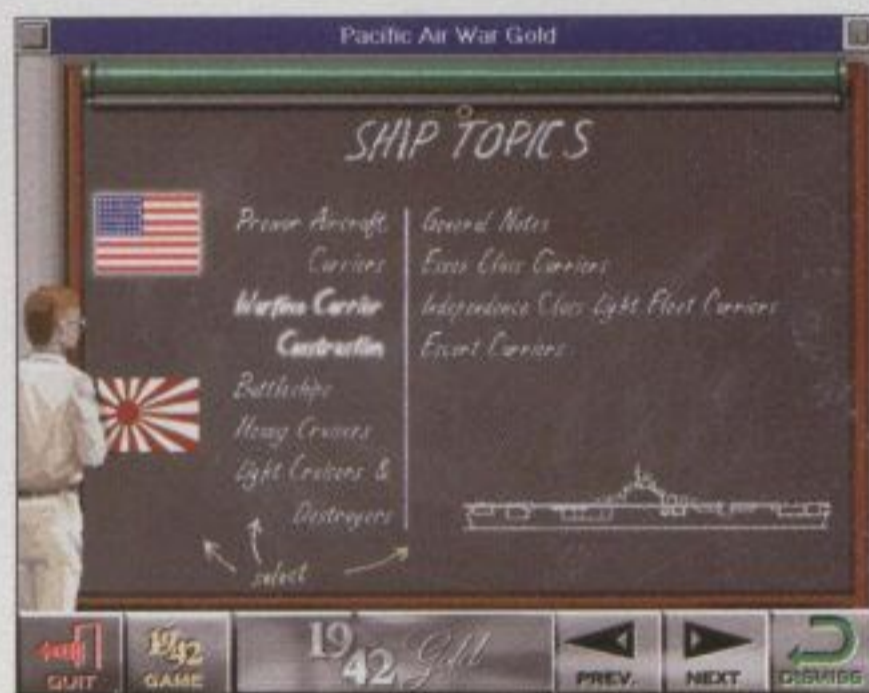 Pacific Air War Gold
SHIP TOPICS
Prewar Aircraft
Carriers
Wartime Carrier
Construction
Battleships
Heavy Cruisers
Light Cruisers &
Destroyers
General Notes
Essex Class Carriers
Independence Class Light Fleet Carriers
Escort Carriers
select
QUIT
1942
GAME
1942 Gold
PREV.
NEXT
DISMISS